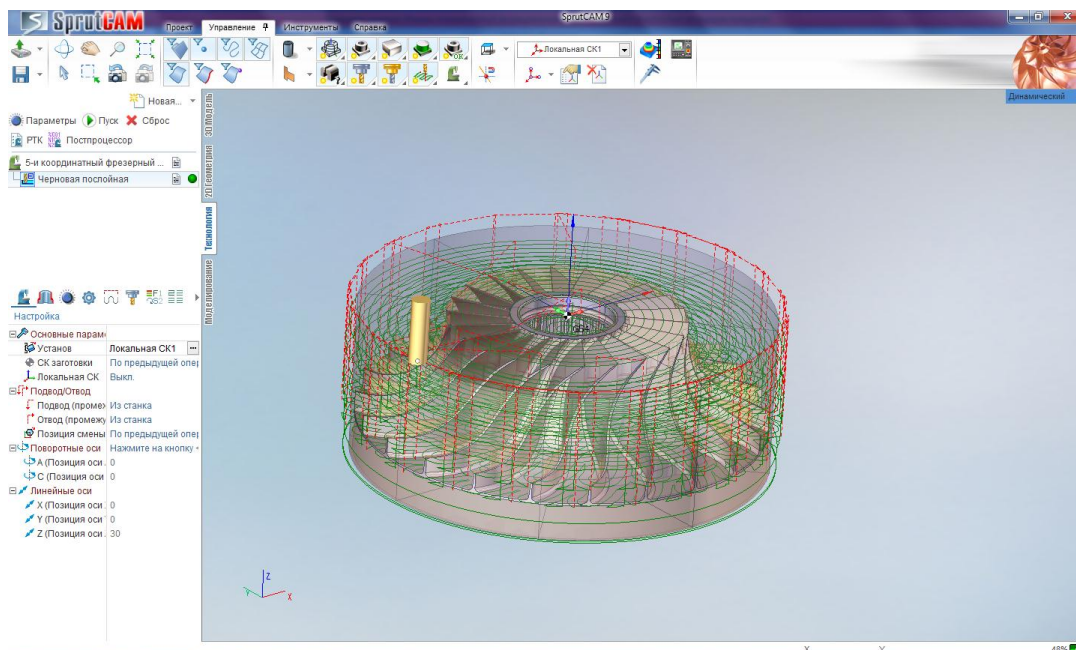 SprutCAM 9
SprutCAM
Проект Управление Инструменты Справка
Локальная СК1
Новая...
Параметры Пуск Сброс
РТК Постпроцессор
5-и координатный фрезерный ...
Черновая послойная
3D Модель
2D Геометрия
Технология
Моделирование
Динамический
Настройка
Основные парам
Установ Локальная СК1 ...
СК заготовки По предыдущей опер
Локальная СК Выкл.
Подвод/Отвод
Подвод (промеж Из станка
Отвод (промежу Из станка
Позиция смены По предыдущей опер
Поворотные оси Нажмите на кнопку
A (Позиция оси 0
C (Позиция оси 0
Линейные оси
X (Позиция оси 0
Y (Позиция оси 0
Z (Позиция оси 30
Z
Y
X
48%